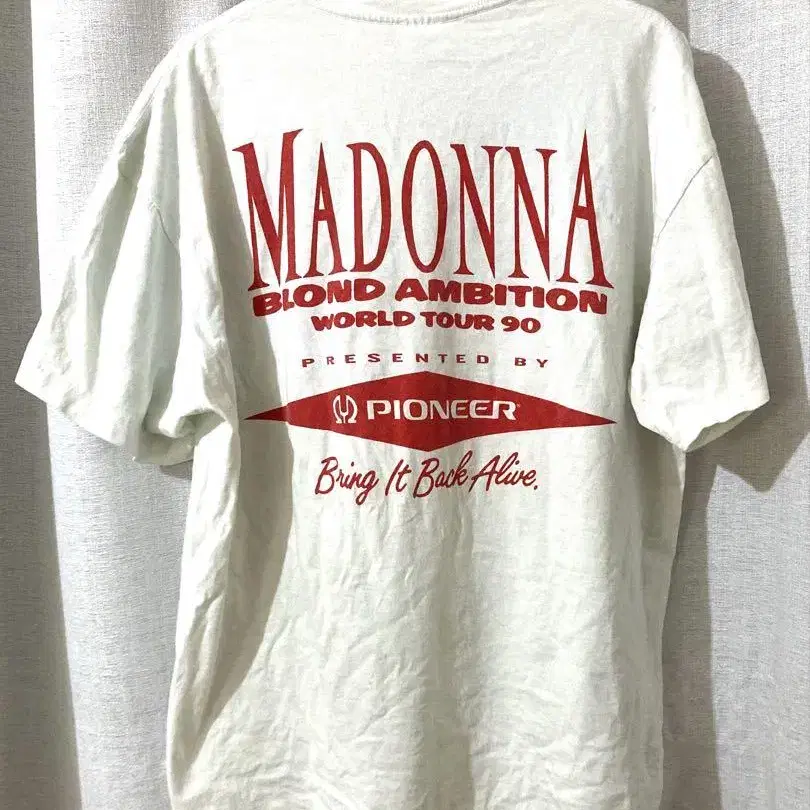 MADONNA
BLOND AMBITION
WORLD TOUR 90
PRESENTED BY
PIONEER
Bring It Back Alive.